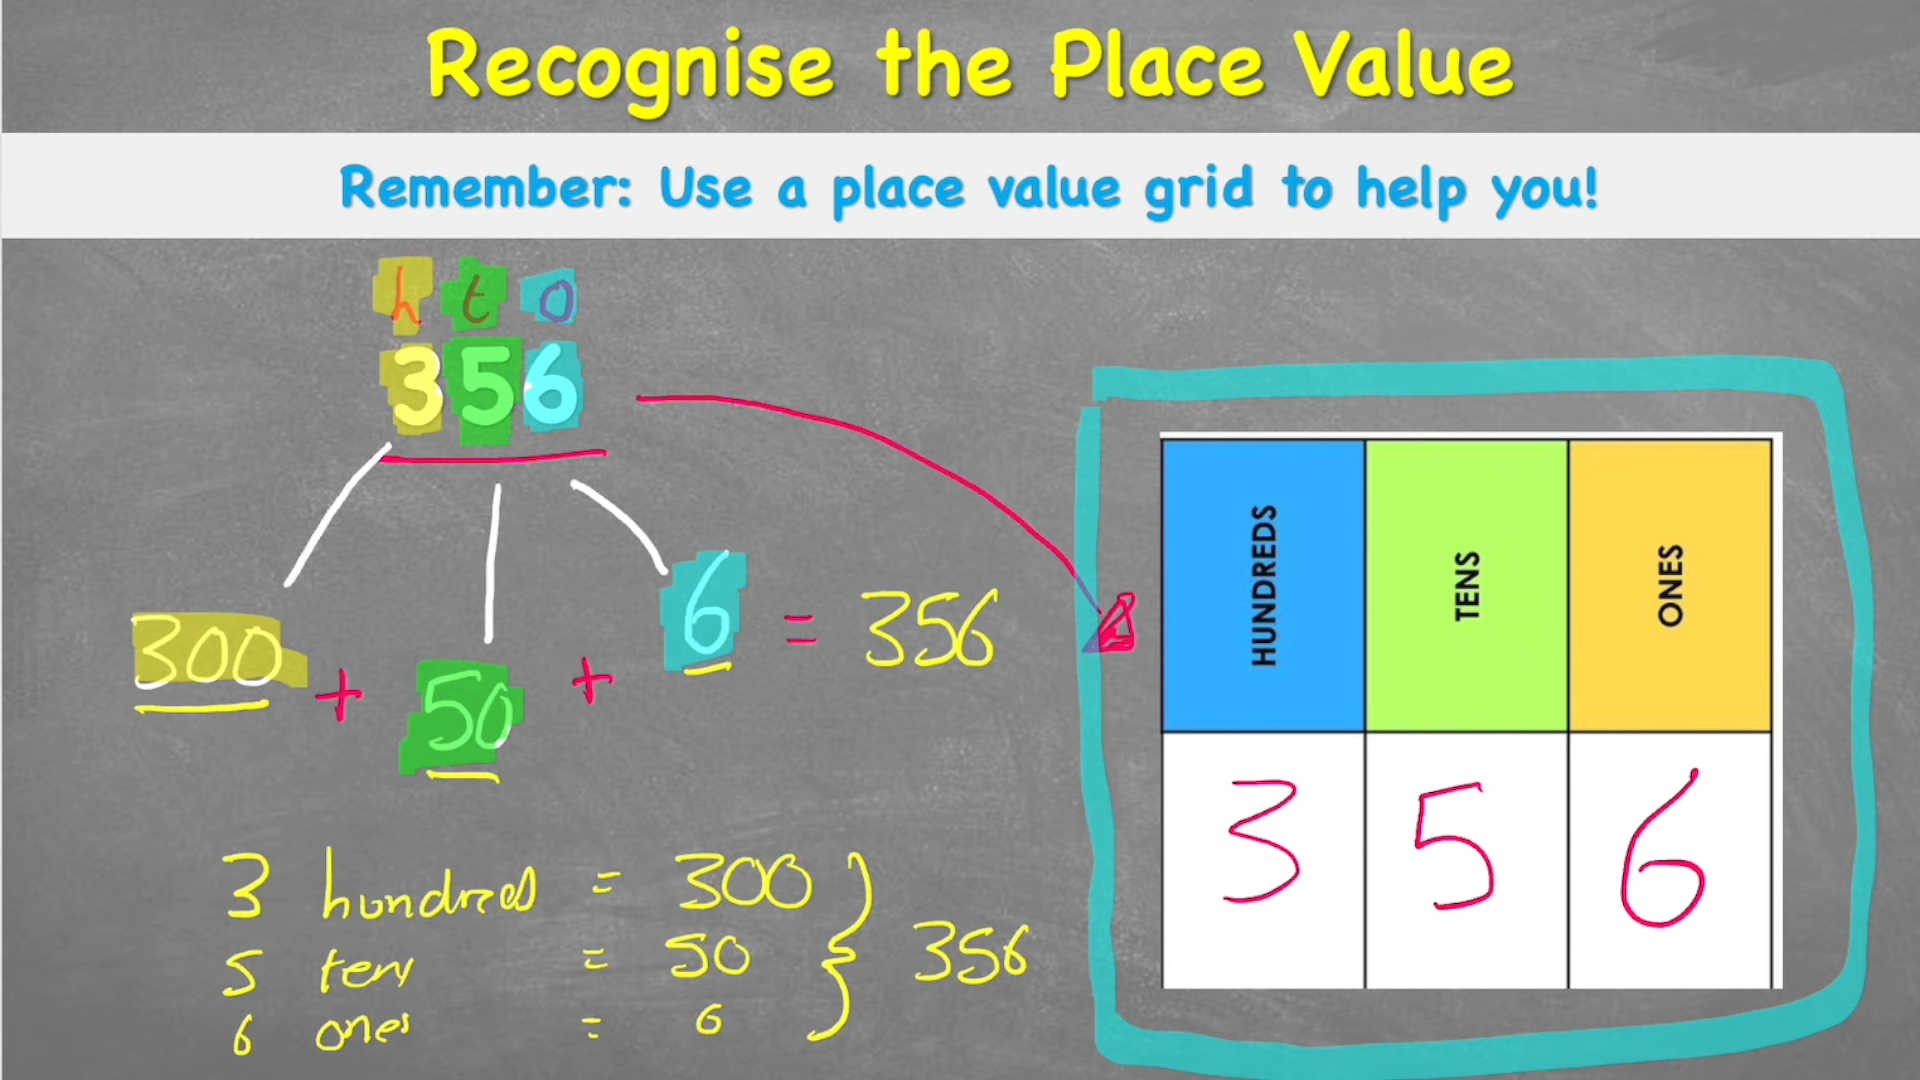 Recognise the Place Value
Remember: Use a place value grid to help you!
h t o
356
300 + 50 + 6 = 356
HUNDREDS TENS ONES
3 5 6
3 hundred = 300
5 tens = 50
6 ones = 6
356